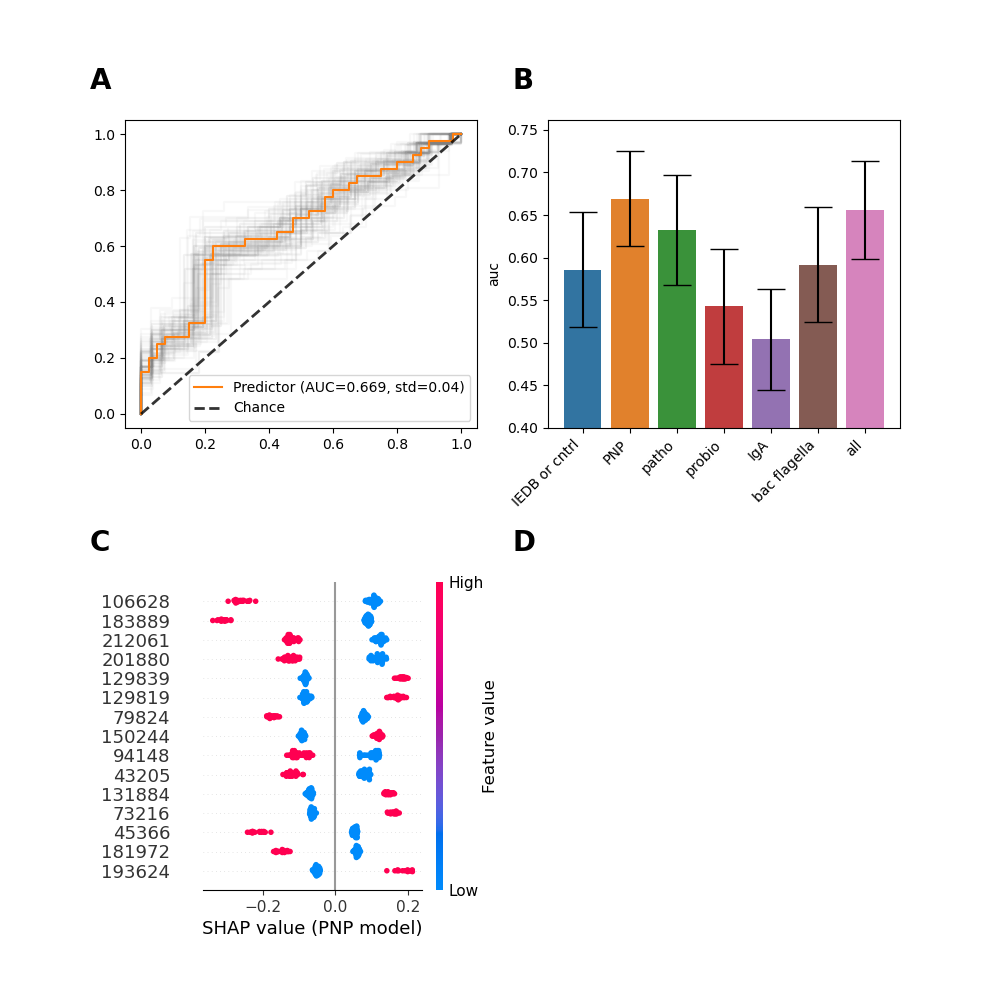 A
1.0
0.8
0.6
0.4
0.2
0.0
0.0 0.2 0.4 0.6 0.8 1.0
Predictor (AUC=0.669, std=0.04)
Chance
B
auc
0.75
0.70
0.65
0.60
0.55
0.50
0.45
0.40
IEDB or cntrl
PNP
patho
probio
IgA
bac flagella
all
C
106628
183889
212061
201880
129839
129819
79824
150244
94148
43205
131884
73216
45366
181972
193624
−0.2 0.0 0.2
SHAP value (PNP model)
High
Feature value
Low
D